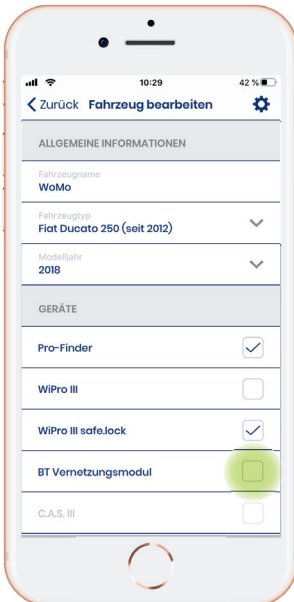 10:29
42 %
Zurück Fahrzeug bearbeiten
ALLGEMEINE INFORMATIONEN
Fahrzeugname
WoMo
Fahrzeugtyp
Fiat Ducato 250 (seit 2012)
Modelljahr
2018
GERÄTE
Pro-Finder
WiPro III
WiPro III safe.lock
BT Vernetzungsmodul
C.A.S. III